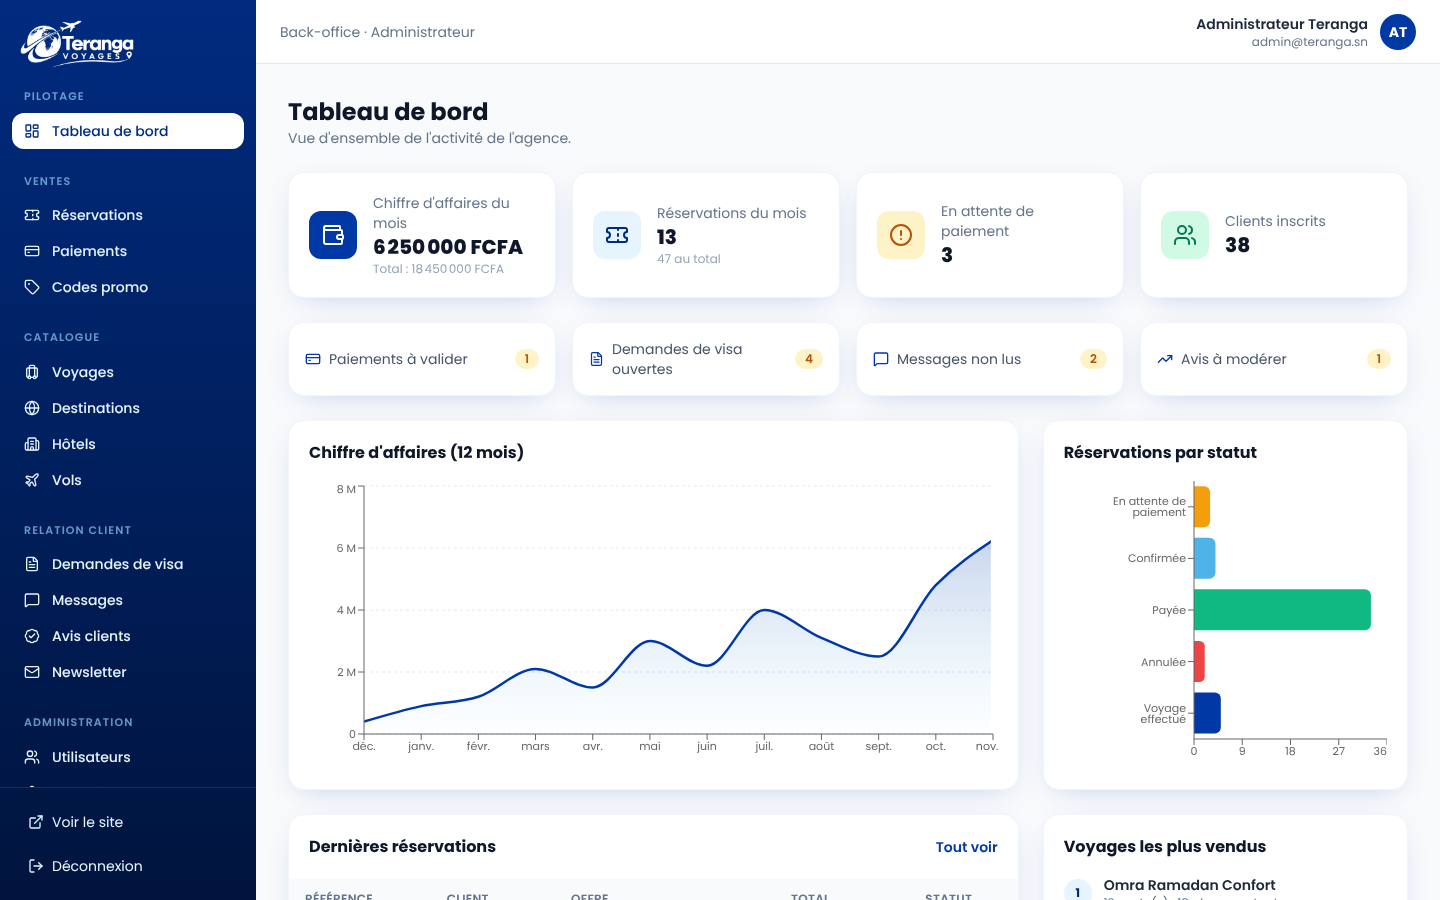 Teranga
VOYAGES
PILOTAGE
Tableau de bord
VENTES
Réservations
Paiements
Codes promo
CATALOGUE
Voyages
Destinations
Hôtels
Vols
RELATION CLIENT
Demandes de visa
Messages
Avis clients
Newsletter
ADMINISTRATION
Utilisateurs
Voir le site
Déconnexion
Back-office · Administrateur
Administrateur Teranga
admin@teranga.sn
AT
Tableau de bord
Vue d'ensemble de l'activité de l'agence.
Chiffre d'affaires du
mois
6 250 000 FCFA
Total : 18 450 000 FCFA
Réservations du mois
13
47 au total
En attente de
paiement
3
Clients inscrits
38
Paiements à valider 1
Demandes de visa
ouvertes 4
Messages non lus 2
Avis à modérer 1
Chiffre d'affaires (12 mois)
8 M
6 M
4 M
2 M
0
déc. janv. févr. mars avr. mai juin juil. août sept. oct. nov.
Réservations par statut
En attente de
paiement
Confirmée
Payée
Annulée
Voyage
effectué
0 9 18 27 36
Dernières réservations
Tout voir
RÉFÉRENCE CLIENT OFFRE TOTAL STATUT
Voyages les plus vendus
1
Omra Ramadan Confort